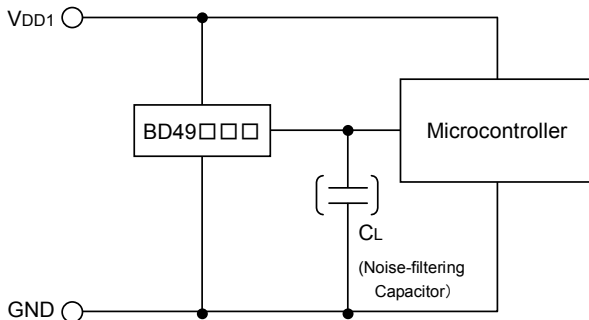 VDD1
BD49□□□
Microcontroller
CL
(Noise-filtering
Capacitor）
GND